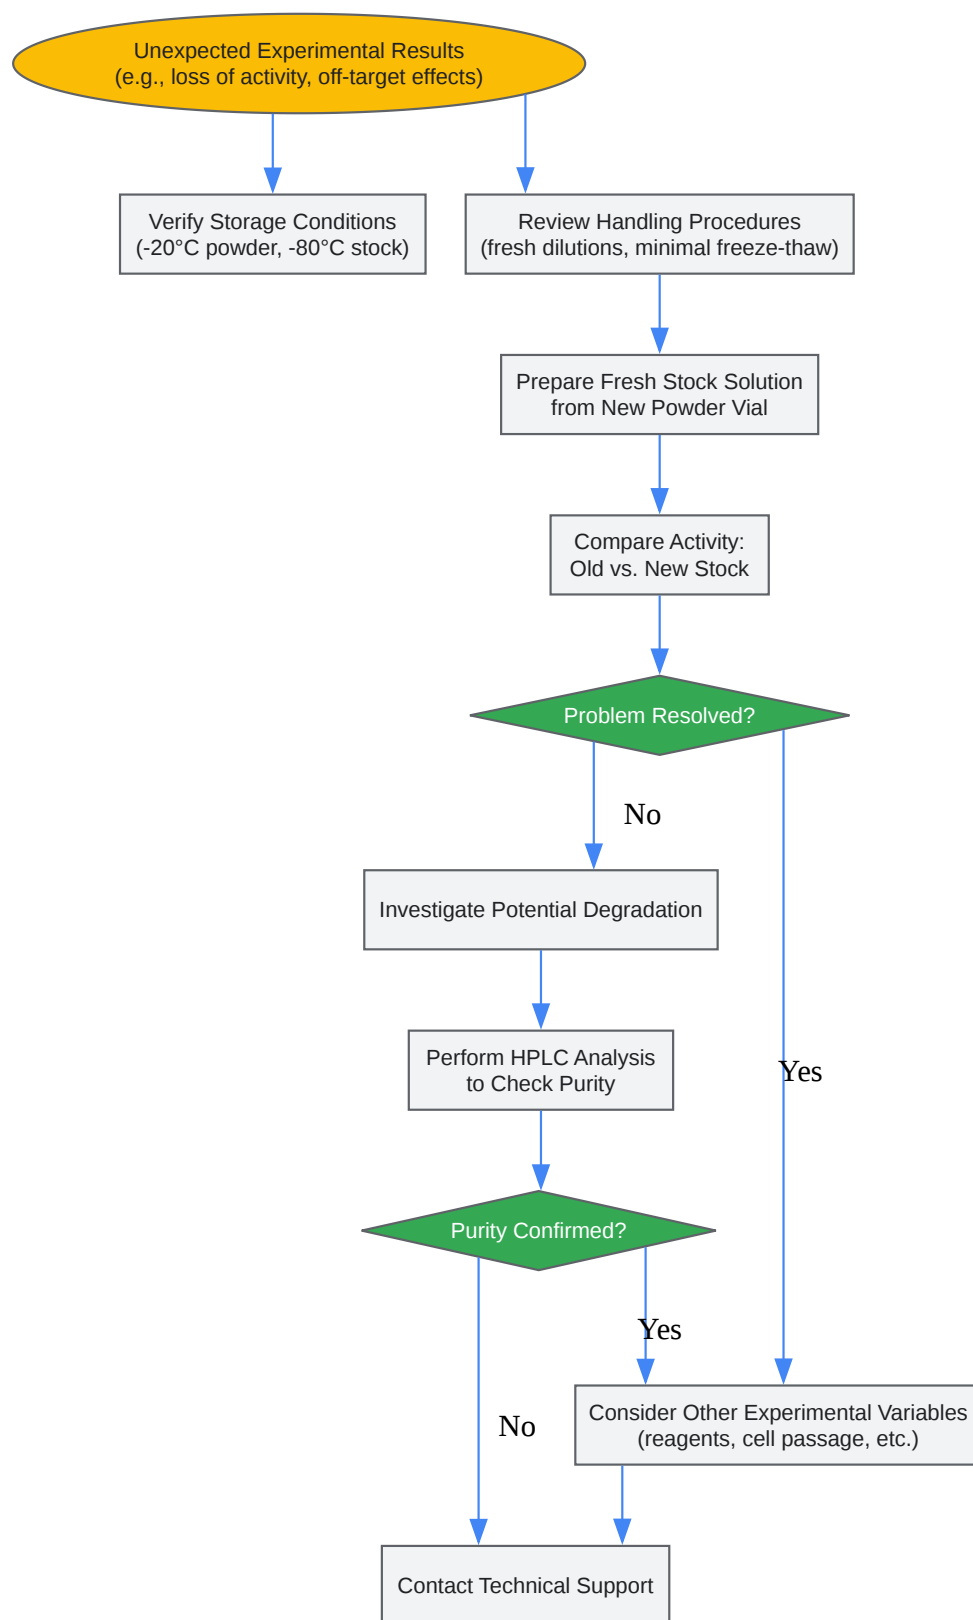 Unexpected Experimental Results
(e.g., loss of activity, off-target effects)
Verify Storage Conditions
(-20°C powder, -80°C stock)
Review Handling Procedures
(fresh dilutions, minimal freeze-thaw)
Prepare Fresh Stock Solution
from New Powder Vial
Compare Activity:
Old vs. New Stock
Problem Resolved?
No
Investigate Potential Degradation
Perform HPLC Analysis
to Check Purity
Yes
Purity Confirmed?
Yes
No
Consider Other Experimental Variables
(reagents, cell passage, etc.)
Contact Technical Support